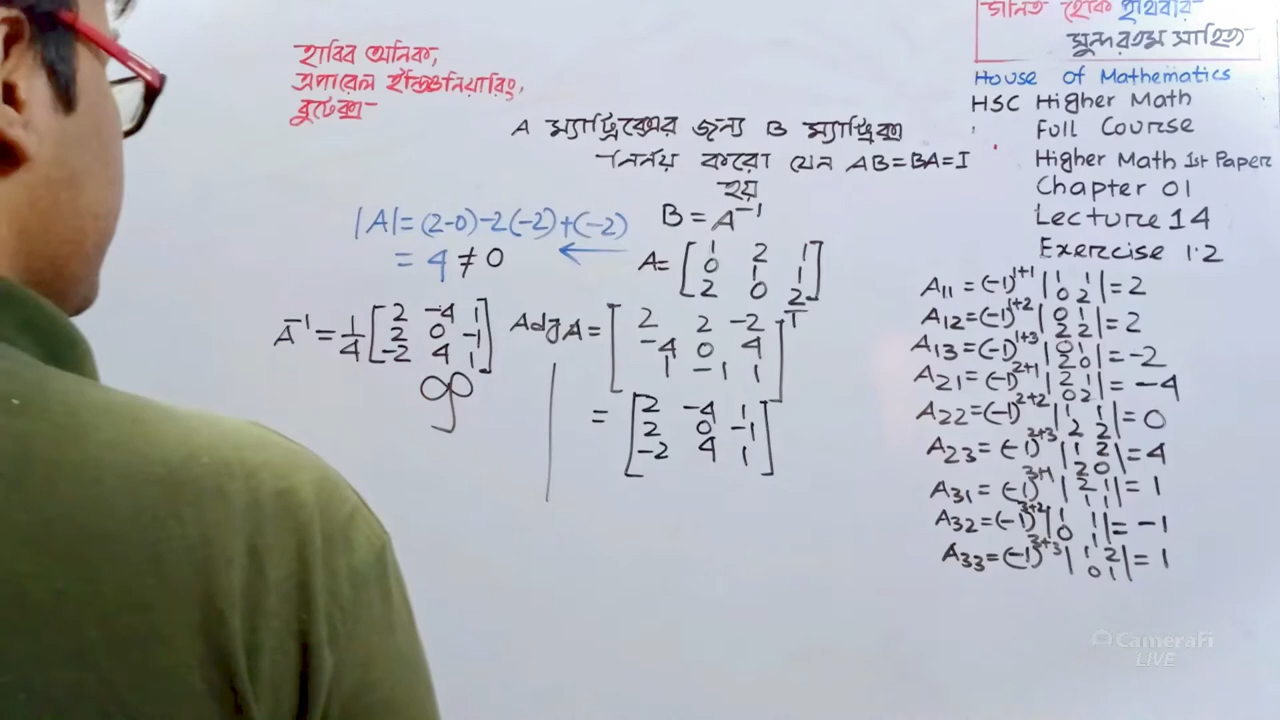 গনিত হোক পৃথিবীর
সুন্দরতম সাহিত্য
House of Mathematics
HSC Higher Math
Full Course
Higher Math 1st Paper
Chapter 01
Lecture 14
Exercise 1.2
হাবিব অনিক,
এপারেল ইঞ্জিনিয়ারিং,
বুটেক্স
A ম্যাট্রিক্সের জন্য B ম্যাট্রিক্স
নির্নয় করো যেন AB=BA=I
হয়
B = A⁻¹
|A|= (2-0)-2(-2)+(-2)
= 4 ≠ 0
A= [1 2 1
0 1 1
2 0 2]
A⁻¹ = 1/4 [2 -4 1
2 0 -1
-2 4 1]
Adj A = [2 2 -2
-4 0 4
1 -1 1]ᵀ
= [2 -4 1
2 0 -1
-2 4 1]
A11 = (-1)^1+1 |1 1
0 2| = 2
A12 = (-1)^1+2 |0 1
2 2| = 2
A13 = (-1)^1+3 |0 1
2 0| = -2
A21 = (-1)^2+1 |2 1
0 2| = -4
A22 = (-1)^2+2 |1 1
2 2| = 0
A23 = (-1)^2+3 |1 2
2 0| = 4
A31 = (-1)^3+1 |2 1
1 1| = 1
A32 = (-1)^3+2 |1 1
0 1| = -1
A33 = (-1)^3+3 |1 2
0 1| = 1
CameraFi
LIVE